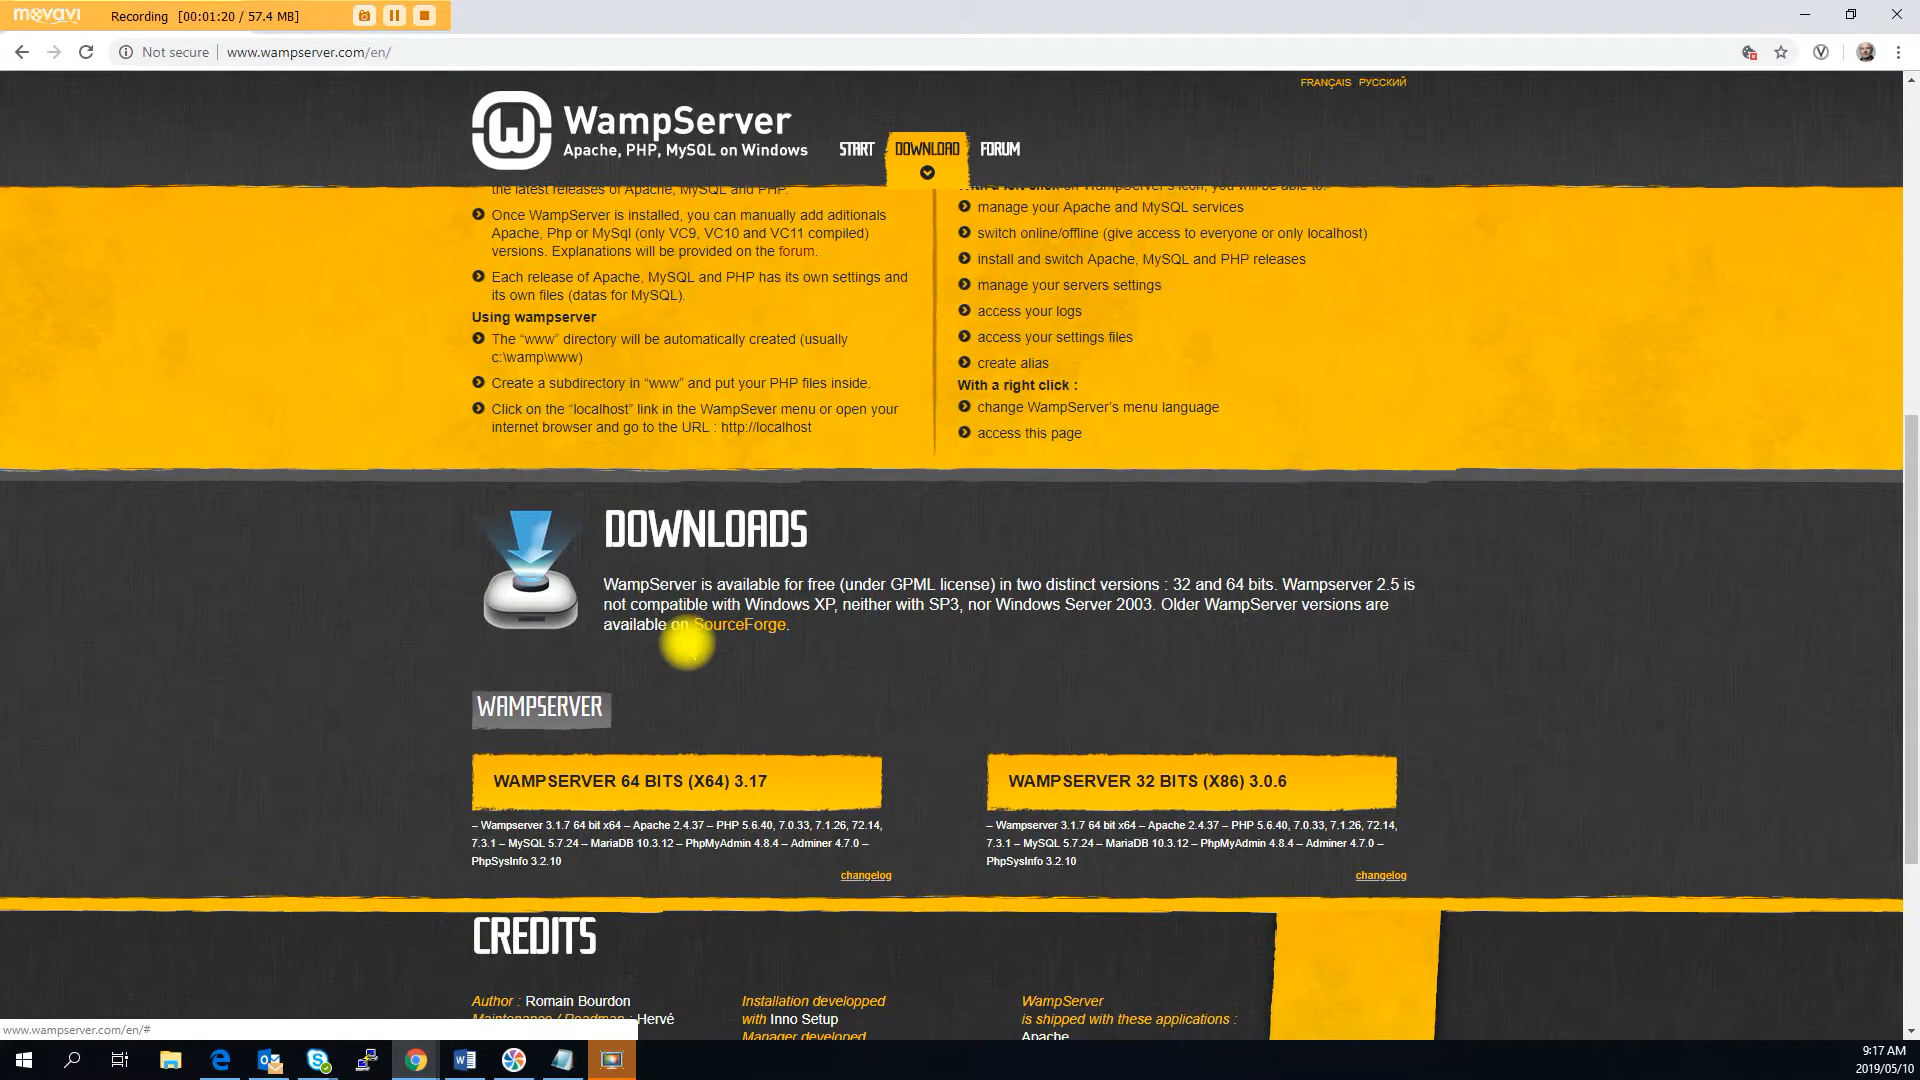 movavi Recording [00:01:20 / 57.4 MB]
Not secure www.wampserver.com/en/
FRANÇAIS РУССКИЙ
WampServer
Apache, PHP, MySQL on Windows
START DOWNLOAD FORUM
the latest releases of Apache, MySQL and PHP.
Once WampServer is installed, you can manually add aditionals
Apache, Php or MySql (only VC9, VC10 and VC11 compiled)
versions. Explanations will be provided on the forum.
Each release of Apache, MySQL and PHP has its own settings and
its own files (datas for MySQL).
Using wampserver
The “www” directory will be automatically created (usually
c:\wamp\www)
Create a subdirectory in “www” and put your PHP files inside.
Click on the “localhost” link in the WampSever menu or open your
internet browser and go to the URL : http://localhost
With a left click on WampServer’s icon, you will be able to:
manage your Apache and MySQL services
switch online/offline (give access to everyone or only localhost)
install and switch Apache, MySQL and PHP releases
manage your servers settings
access your logs
access your settings files
create alias
With a right click :
change WampServer’s menu language
access this page
DOWNLOADS
WampServer is available for free (under GPML license) in two distinct versions : 32 and 64 bits. Wampserver 2.5 is
not compatible with Windows XP, neither with SP3, nor Windows Server 2003. Older WampServer versions are
available on SourceForge.
WAMPSERVER
WAMPSERVER 64 BITS (X64) 3.17
– Wampserver 3.1.7 64 bit x64 – Apache 2.4.37 – PHP 5.6.40, 7.0.33, 7.1.26, 72.14,
7.3.1 – MySQL 5.7.24 – MariaDB 10.3.12 – PhpMyAdmin 4.8.4 – Adminer 4.7.0 –
PhpSysInfo 3.2.10
changelog
WAMPSERVER 32 BITS (X86) 3.0.6
– Wampserver 3.1.7 64 bit x64 – Apache 2.4.37 – PHP 5.6.40, 7.0.33, 7.1.26, 72.14,
7.3.1 – MySQL 5.7.24 – MariaDB 10.3.12 – PhpMyAdmin 4.8.4 – Adminer 4.7.0 –
PhpSysInfo 3.2.10
changelog
CREDITS
Author : Romain Bourdon
Maintenance / Roadmap : Hervé
Installation developped
with Inno Setup
Manager developed
WampServer
is shipped with these applications :
Apache
www.wampserver.com/en/#
9:17 AM
2019/05/10